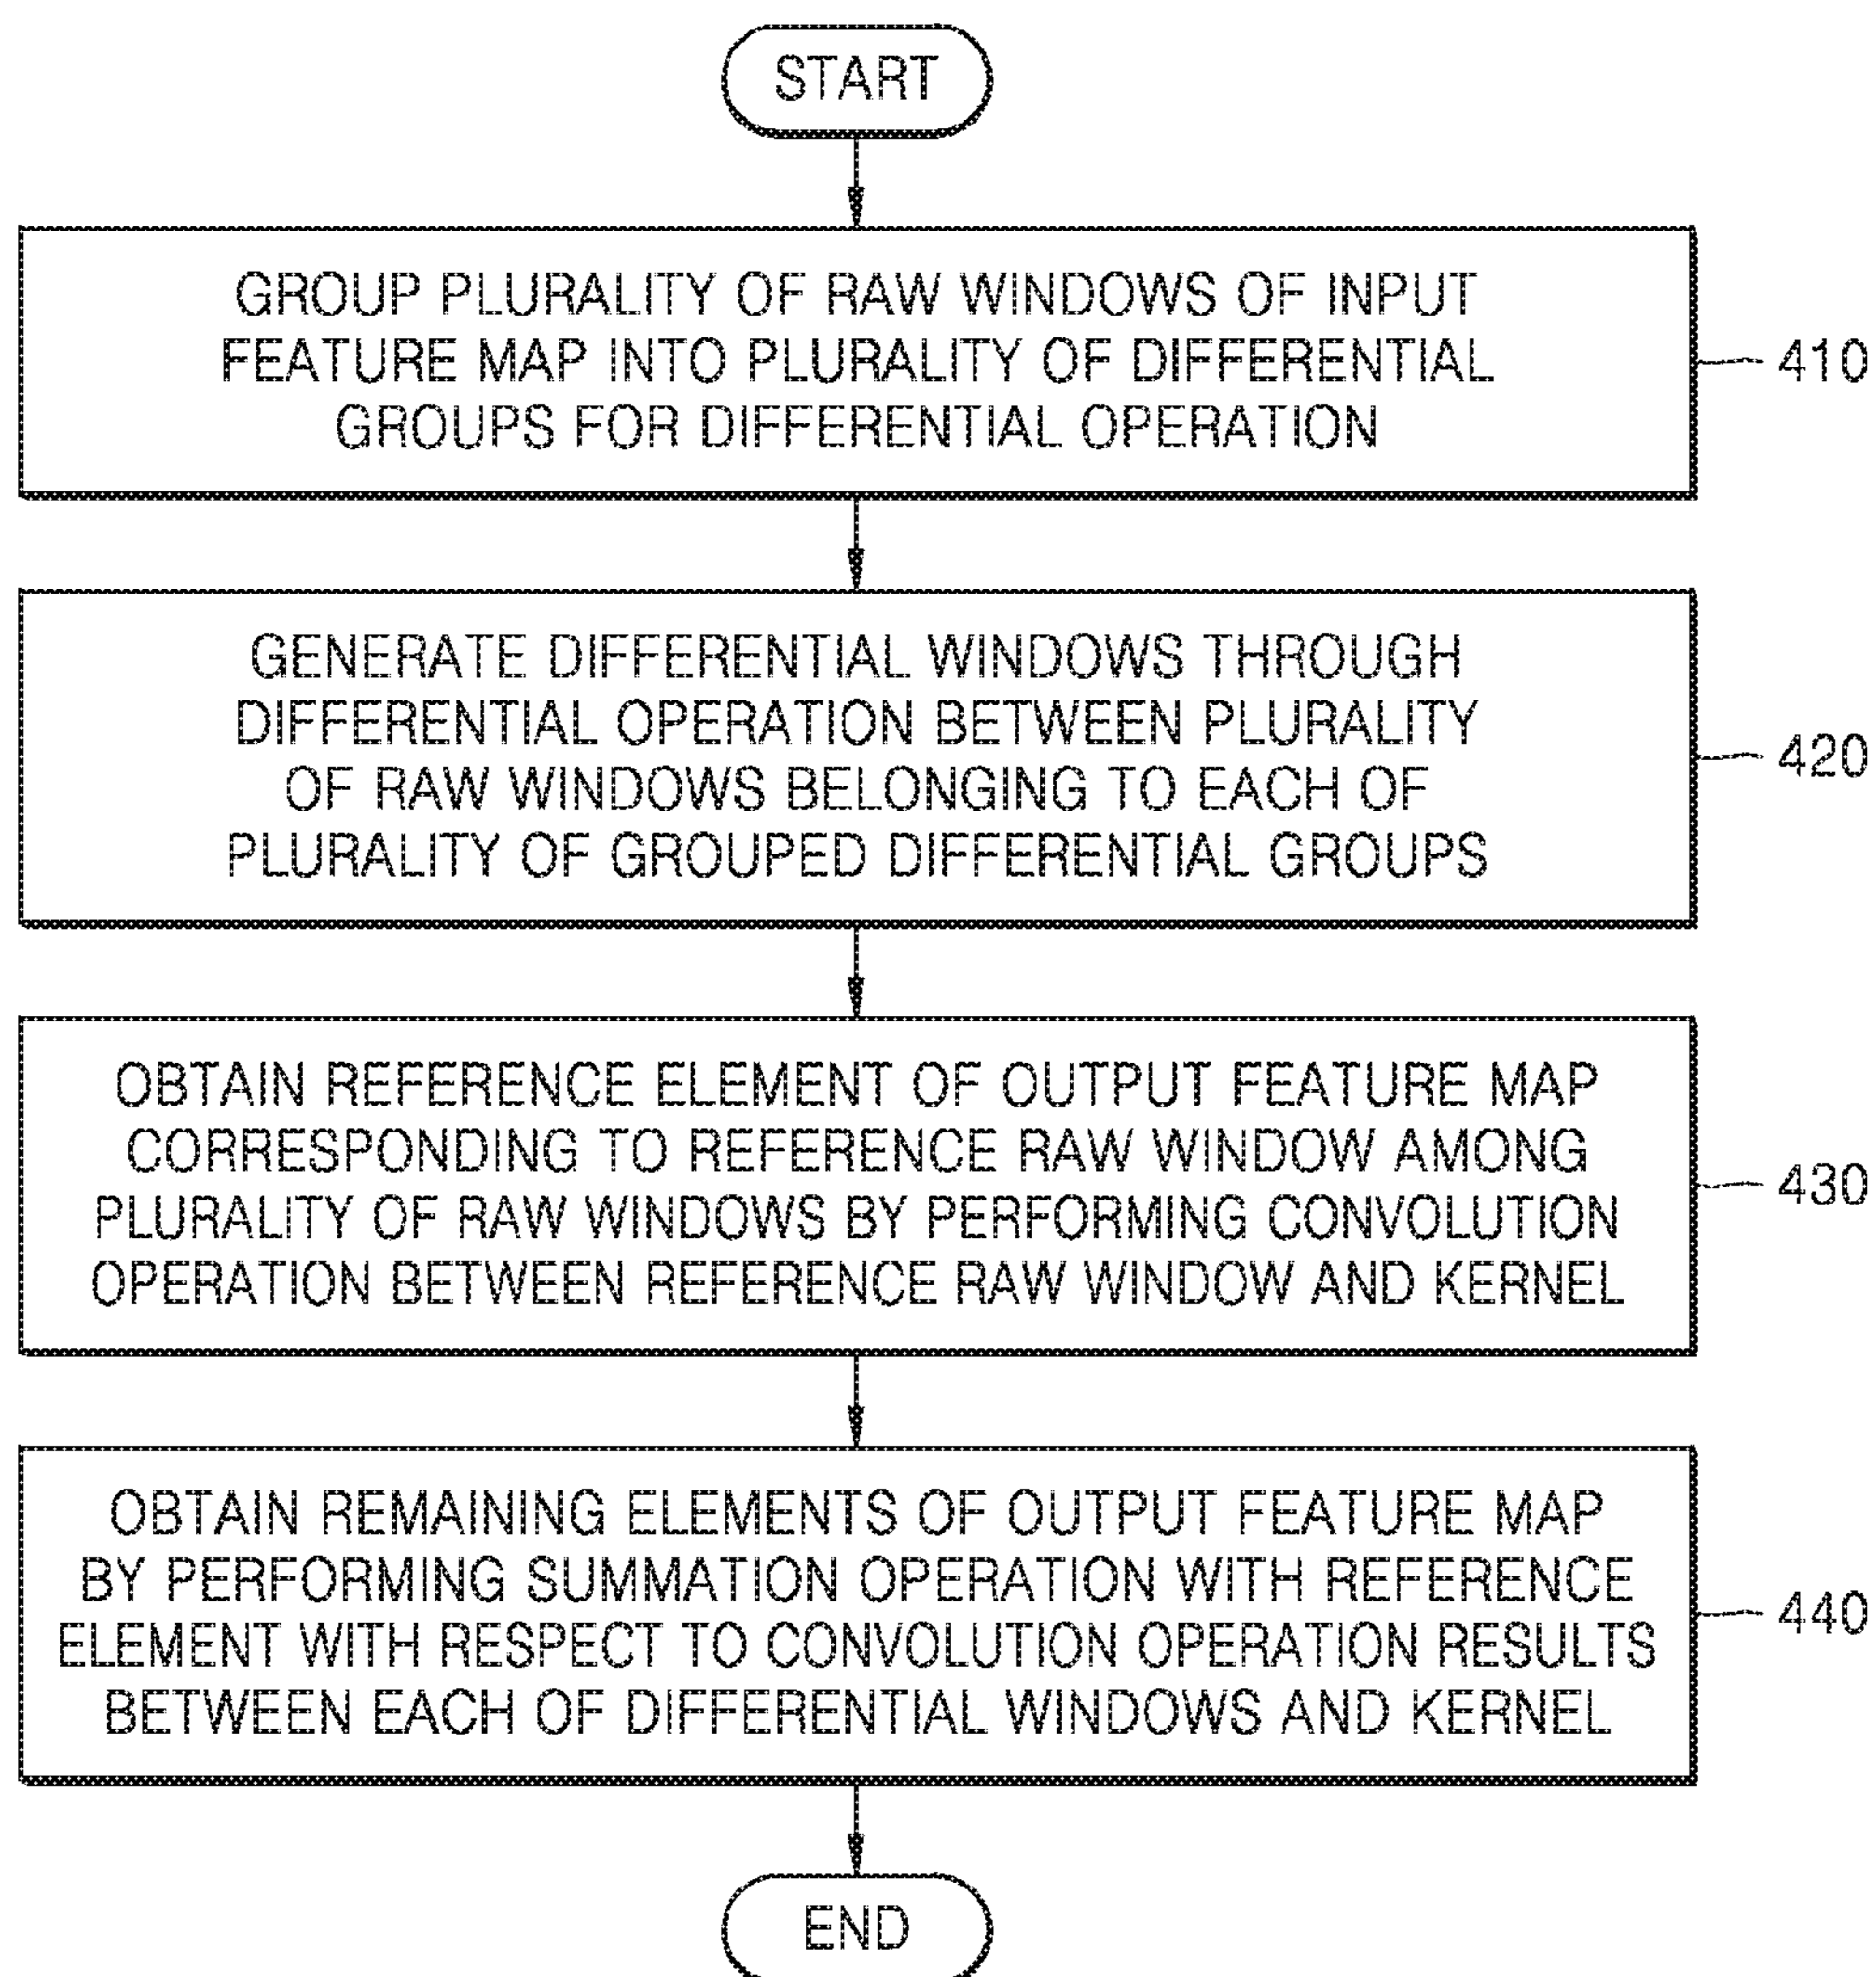 START
GROUP PLURALITY OF RAW WINDOWS OF INPUT
FEATURE MAP INTO PLURALITY OF DIFFERENTIAL
GROUPS FOR DIFFERENTIAL OPERATION
410
GENERATE DIFFERENTIAL WINDOWS THROUGH
DIFFERENTIAL OPERATION BETWEEN PLURALITY
OF RAW WINDOWS BELONGING TO EACH OF
PLURALITY OF GROUPED DIFFERENTIAL GROUPS
420
OBTAIN REFERENCE ELEMENT OF OUTPUT FEATURE MAP
CORRESPONDING TO REFERENCE RAW WINDOW AMONG
PLURALITY OF RAW WINDOWS BY PERFORMING CONVOLUTION
OPERATION BETWEEN REFERENCE RAW WINDOW AND KERNEL
430
OBTAIN REMAINING ELEMENTS OF OUTPUT FEATURE MAP
BY PERFORMING SUMMATION OPERATION WITH REFERENCE
ELEMENT WITH RESPECT TO CONVOLUTION OPERATION RESULTS
BETWEEN EACH OF DIFFERENTIAL WINDOWS AND KERNEL
440
END